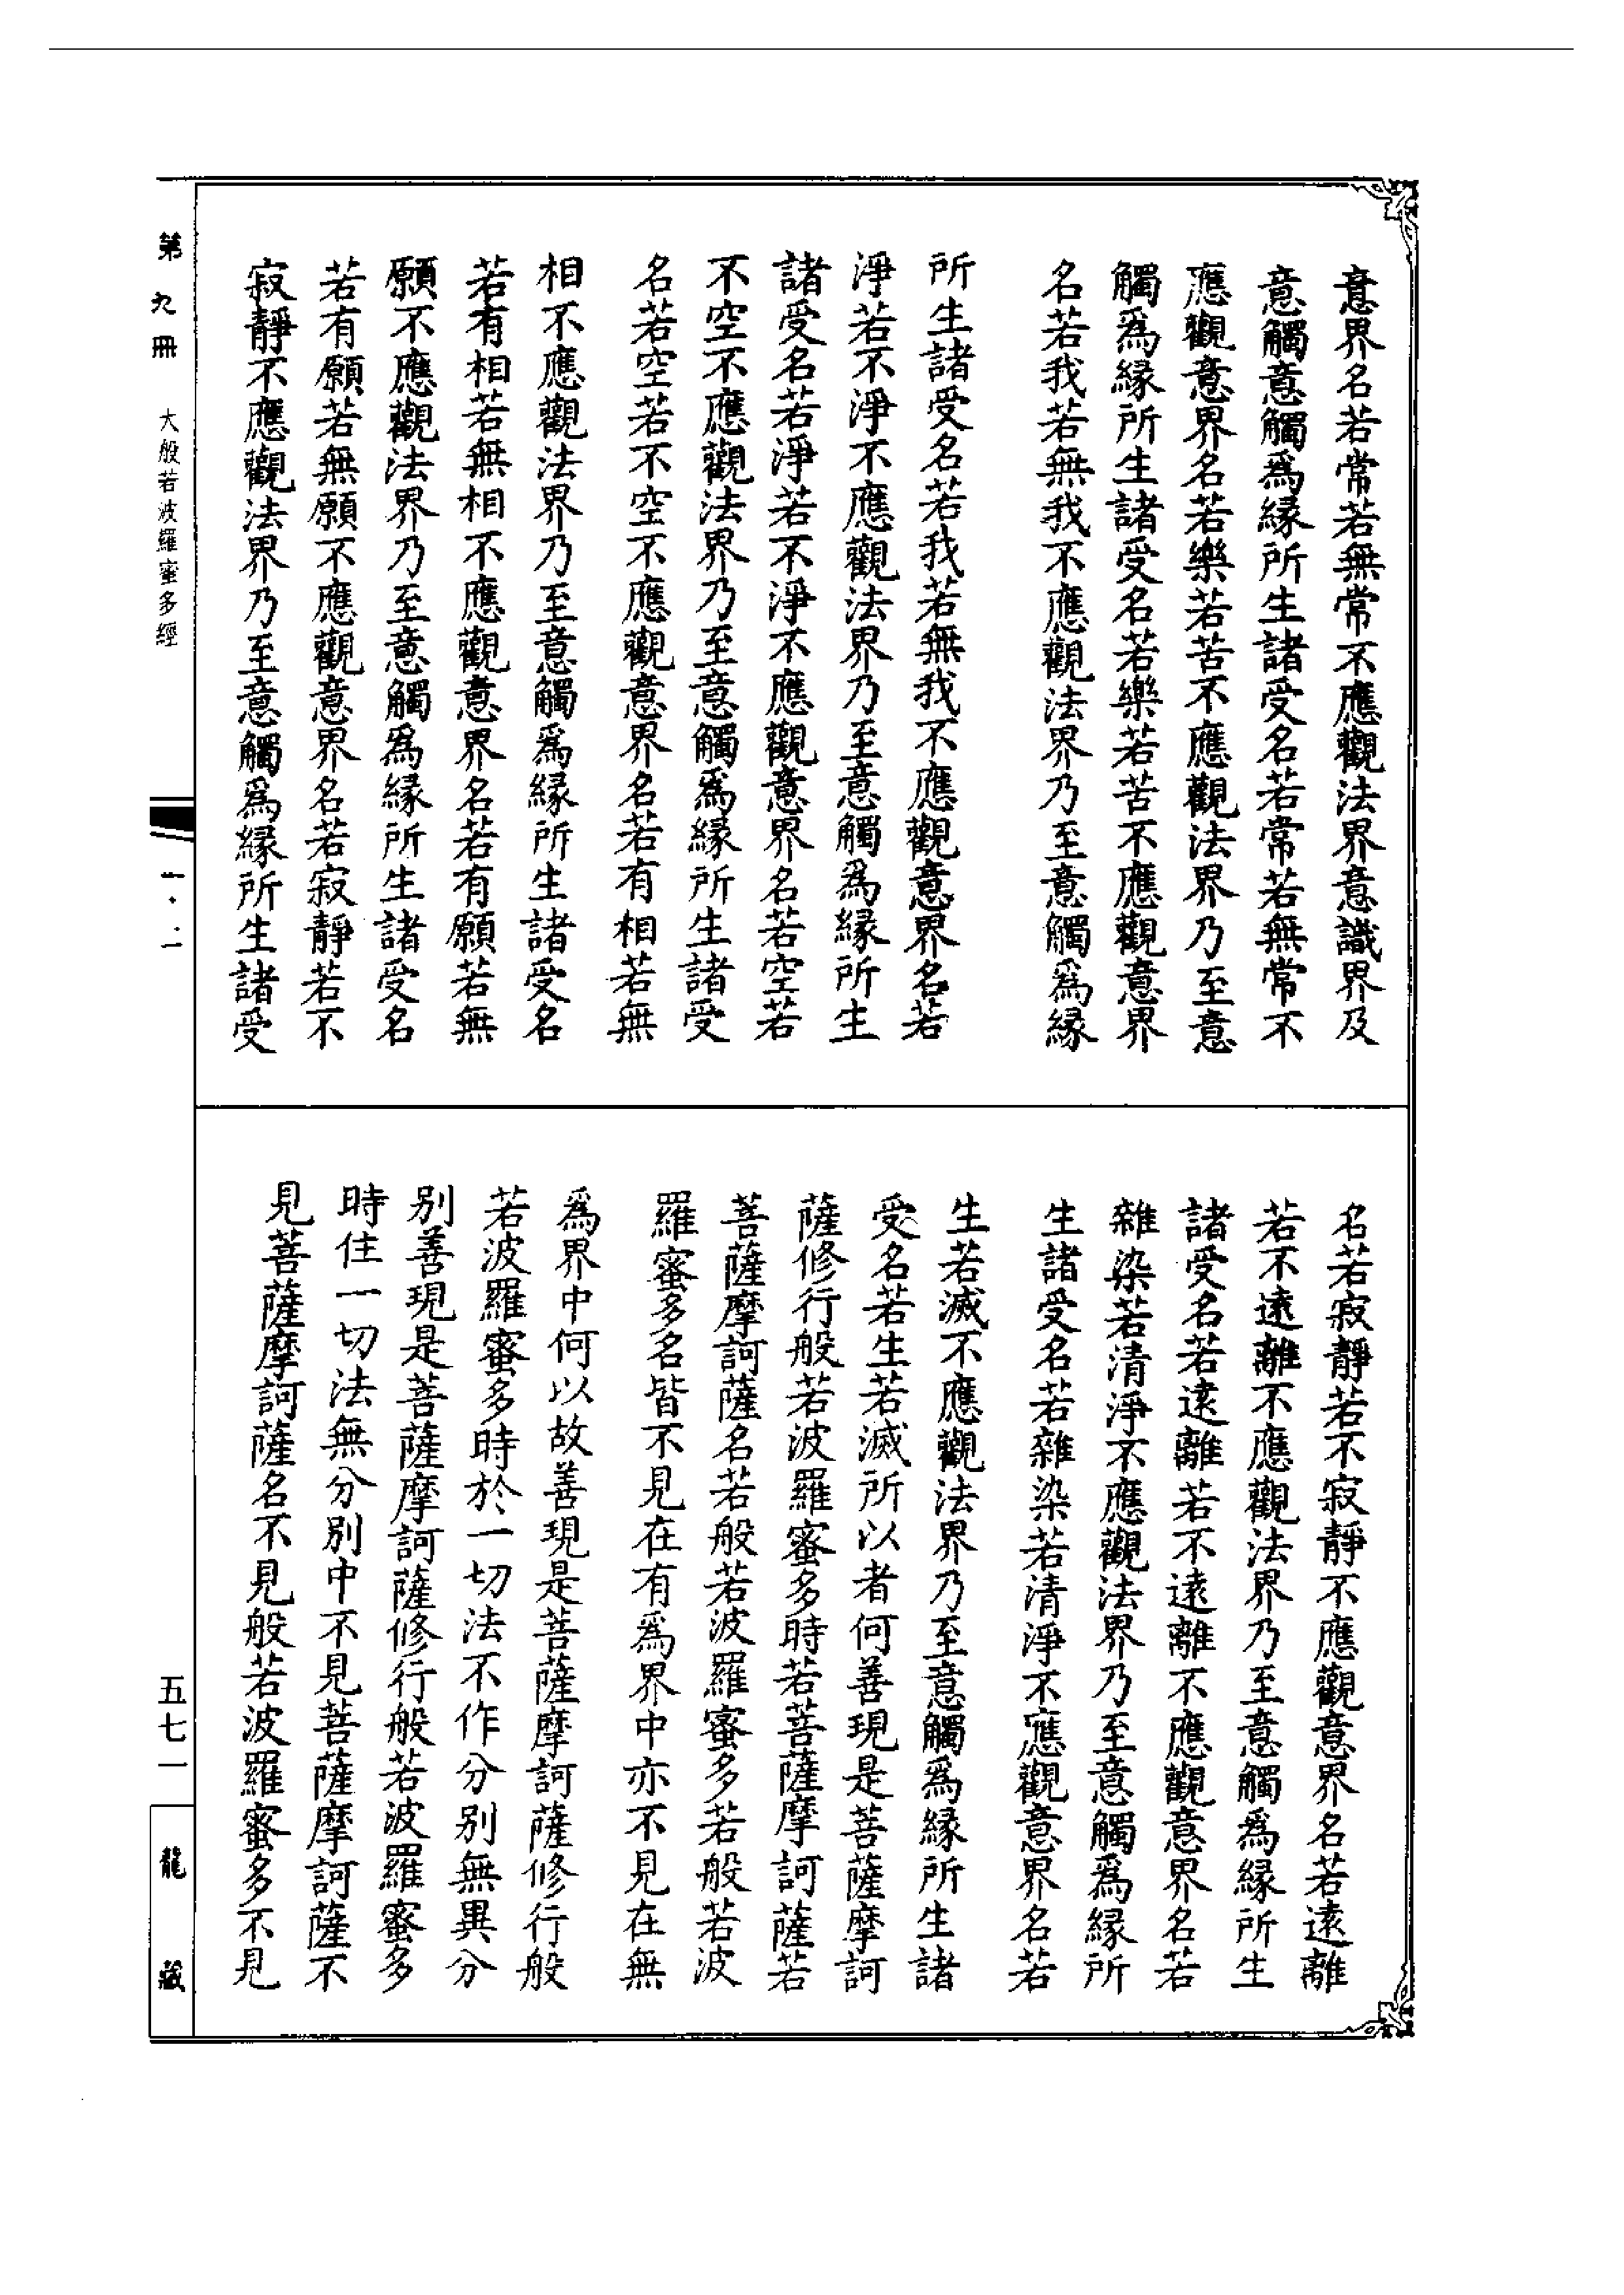 意界名若常若無常不應觀法界意識界及
意觸意觸爲緣所生諸受名若常若無常不
應觀意界名若樂若苦不應觀法界乃至意
觸爲緣所生諸受名若樂若苦不應觀意界
名若我若無我不應觀法界乃至意觸爲緣
所生諸受名若我若無我不應觀意界名若
淨若不淨不應觀法界乃至意觸爲緣所生
諸受名若淨若不淨不應觀意界名若空若
不空不應觀法界乃至意觸爲緣所生諸受
名若空若不空不應觀意界名若有相若無
相不應觀法界乃至意觸爲緣所生諸受名
若有相若無相不應觀意界名若有願若無
願不應觀法界乃至意觸爲緣所生諸受名
若有願若無願不應觀意界名若寂靜若不
寂靜不應觀法界乃至意觸爲緣所生諸受
名若寂靜若不寂靜不應觀意界名若遠離
若不遠離不應觀法界乃至意觸爲緣所生
諸受名若遠離若不遠離不應觀意界名若
雜染若清淨不應觀法界乃至意觸爲緣所
生諸受名若雜染若清淨不應觀意界名若
生若滅不應觀法界乃至意觸爲緣所生諸
受名若生若滅所以者何善現是菩薩摩訶
薩修行般若波羅蜜多時若菩薩摩訶薩若
菩薩摩訶薩名若般若波羅蜜多若般若波
羅蜜多名皆不見在有爲界中亦不見在無
爲界中何以故善現是菩薩摩訶薩修行般
若波羅蜜多時於一切法不作分別無異分
別善現是菩薩摩訶薩修行般若波羅蜜多
時住一切法無分別中不見菩薩摩訶薩不
見菩薩摩訶薩名不見般若波羅蜜多不見
第九冊 大般若波羅蜜多經
五七一
龍藏